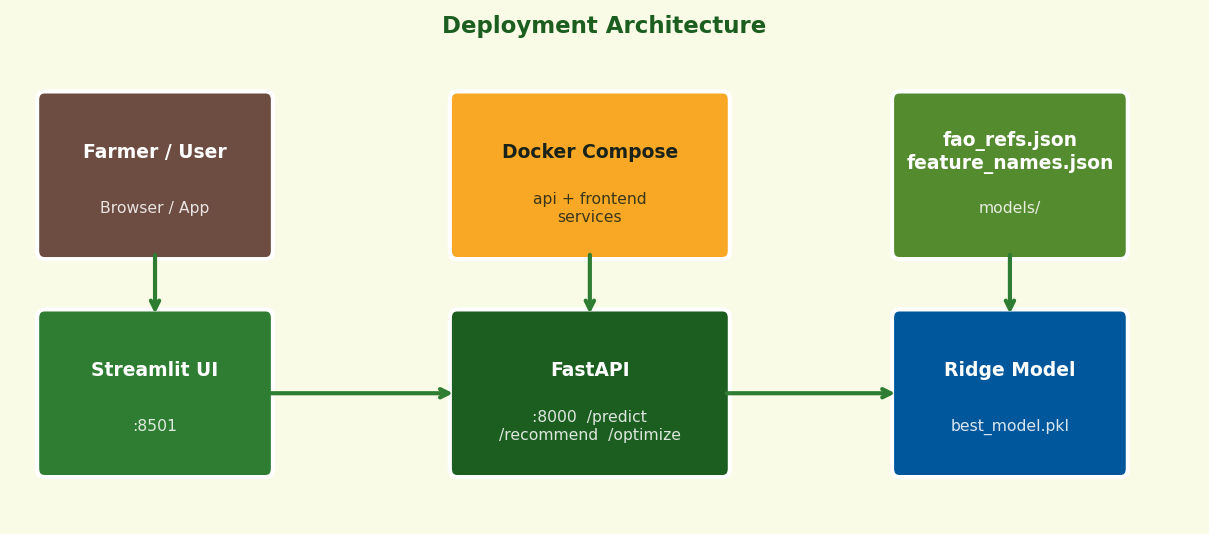 Deployment Architecture
Farmer / User
Browser / App
Docker Compose
api + frontend
services
fao_refs.json
feature_names.json
models/
Streamlit UI
:8501
FastAPI
:8000  /predict
/recommend  /optimize
Ridge Model
best_model.pkl